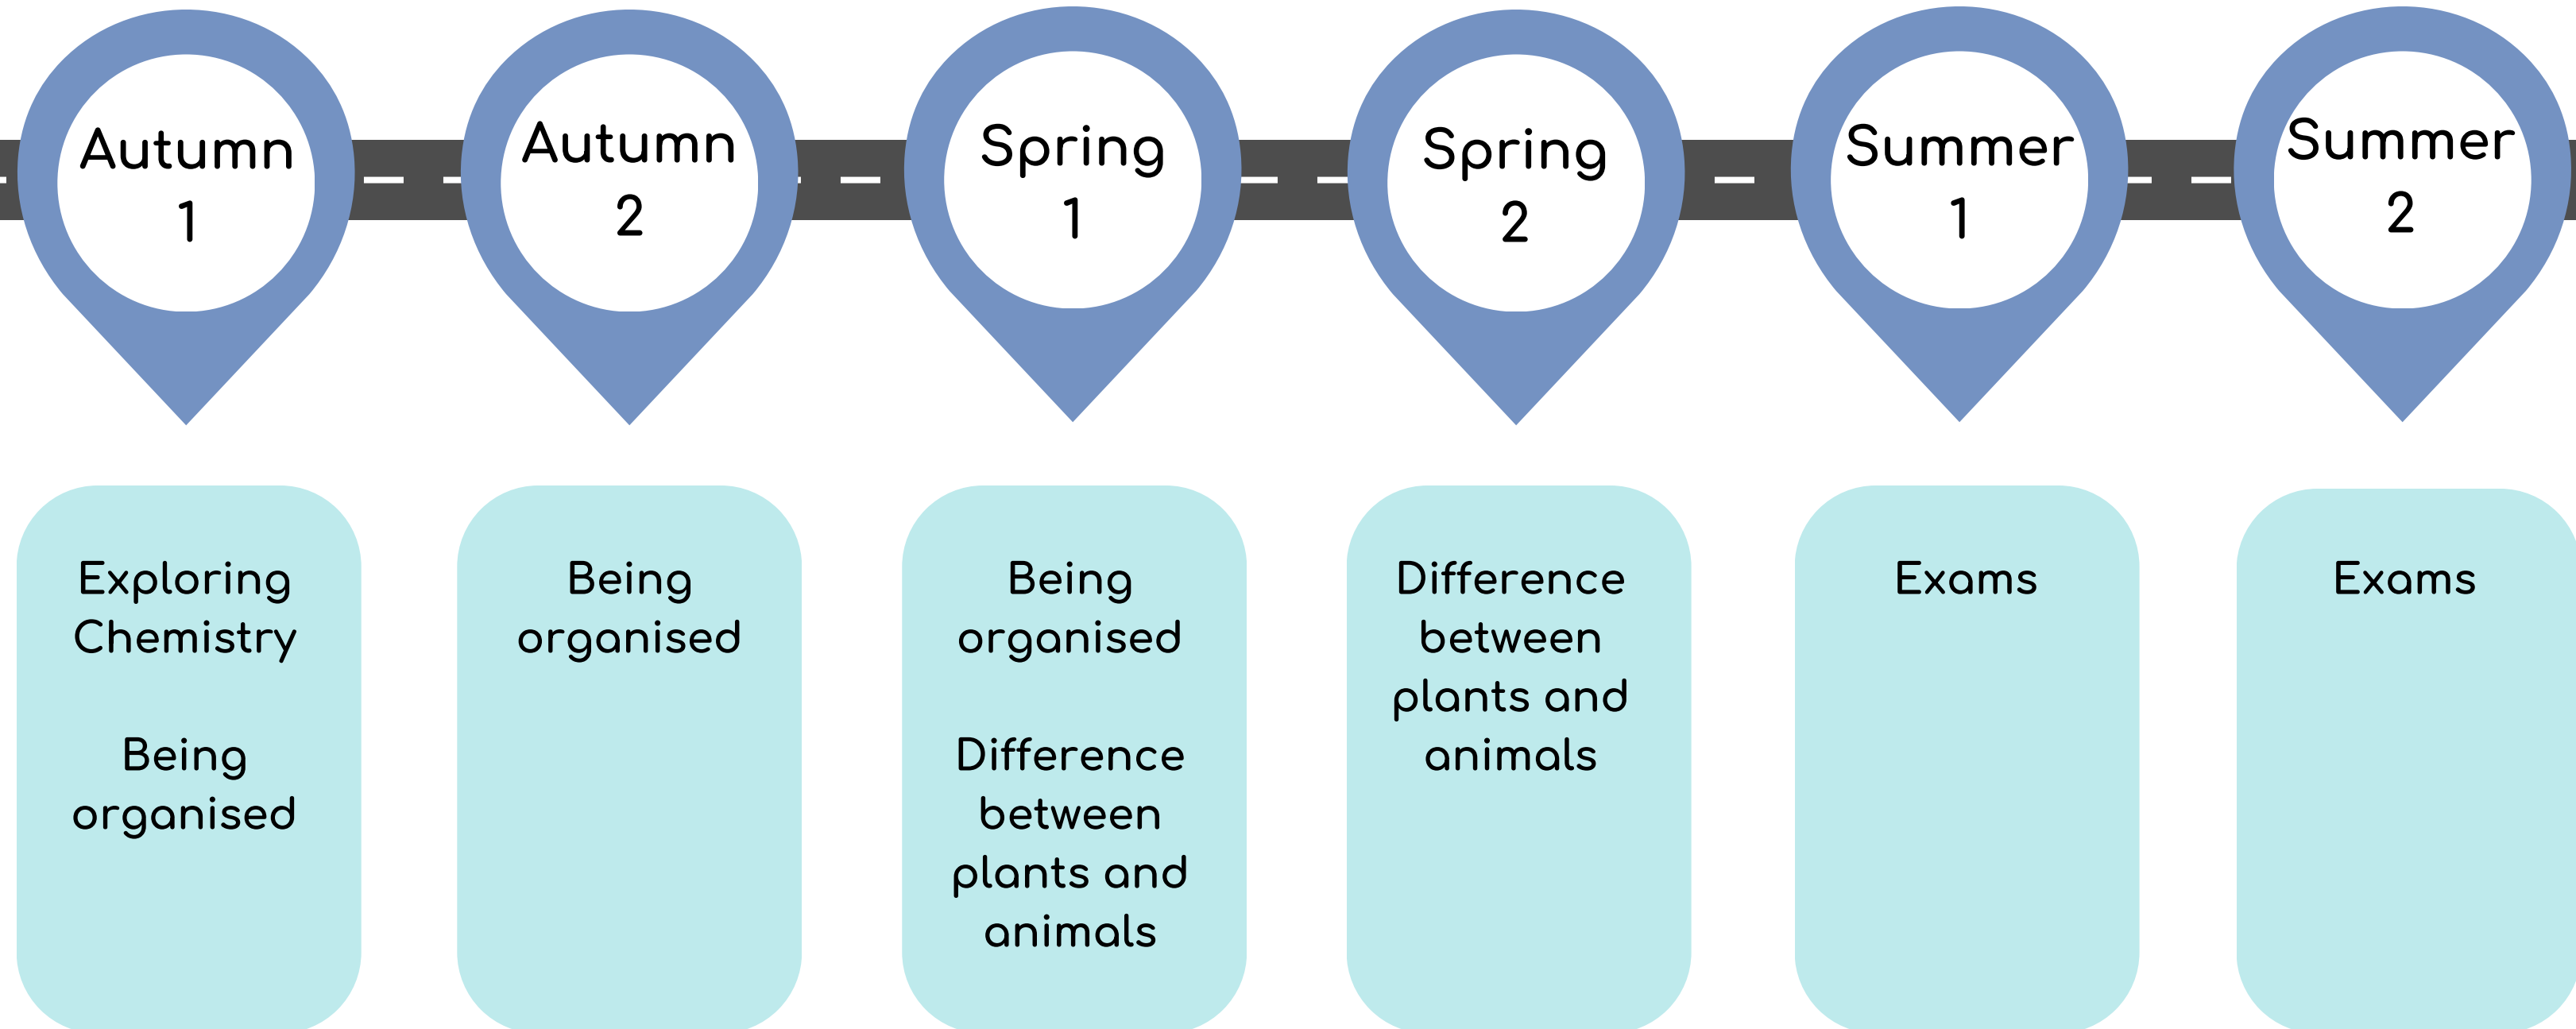 Autumn
1
Autumn
2
Spring
1
Spring
2
Summer
1
Summer
2
Exploring
Chemistry
Being
organised
Being
organised
Being
organised
Difference
between
plants and
animals
Difference
between
plants and
animals
Exams
Exams